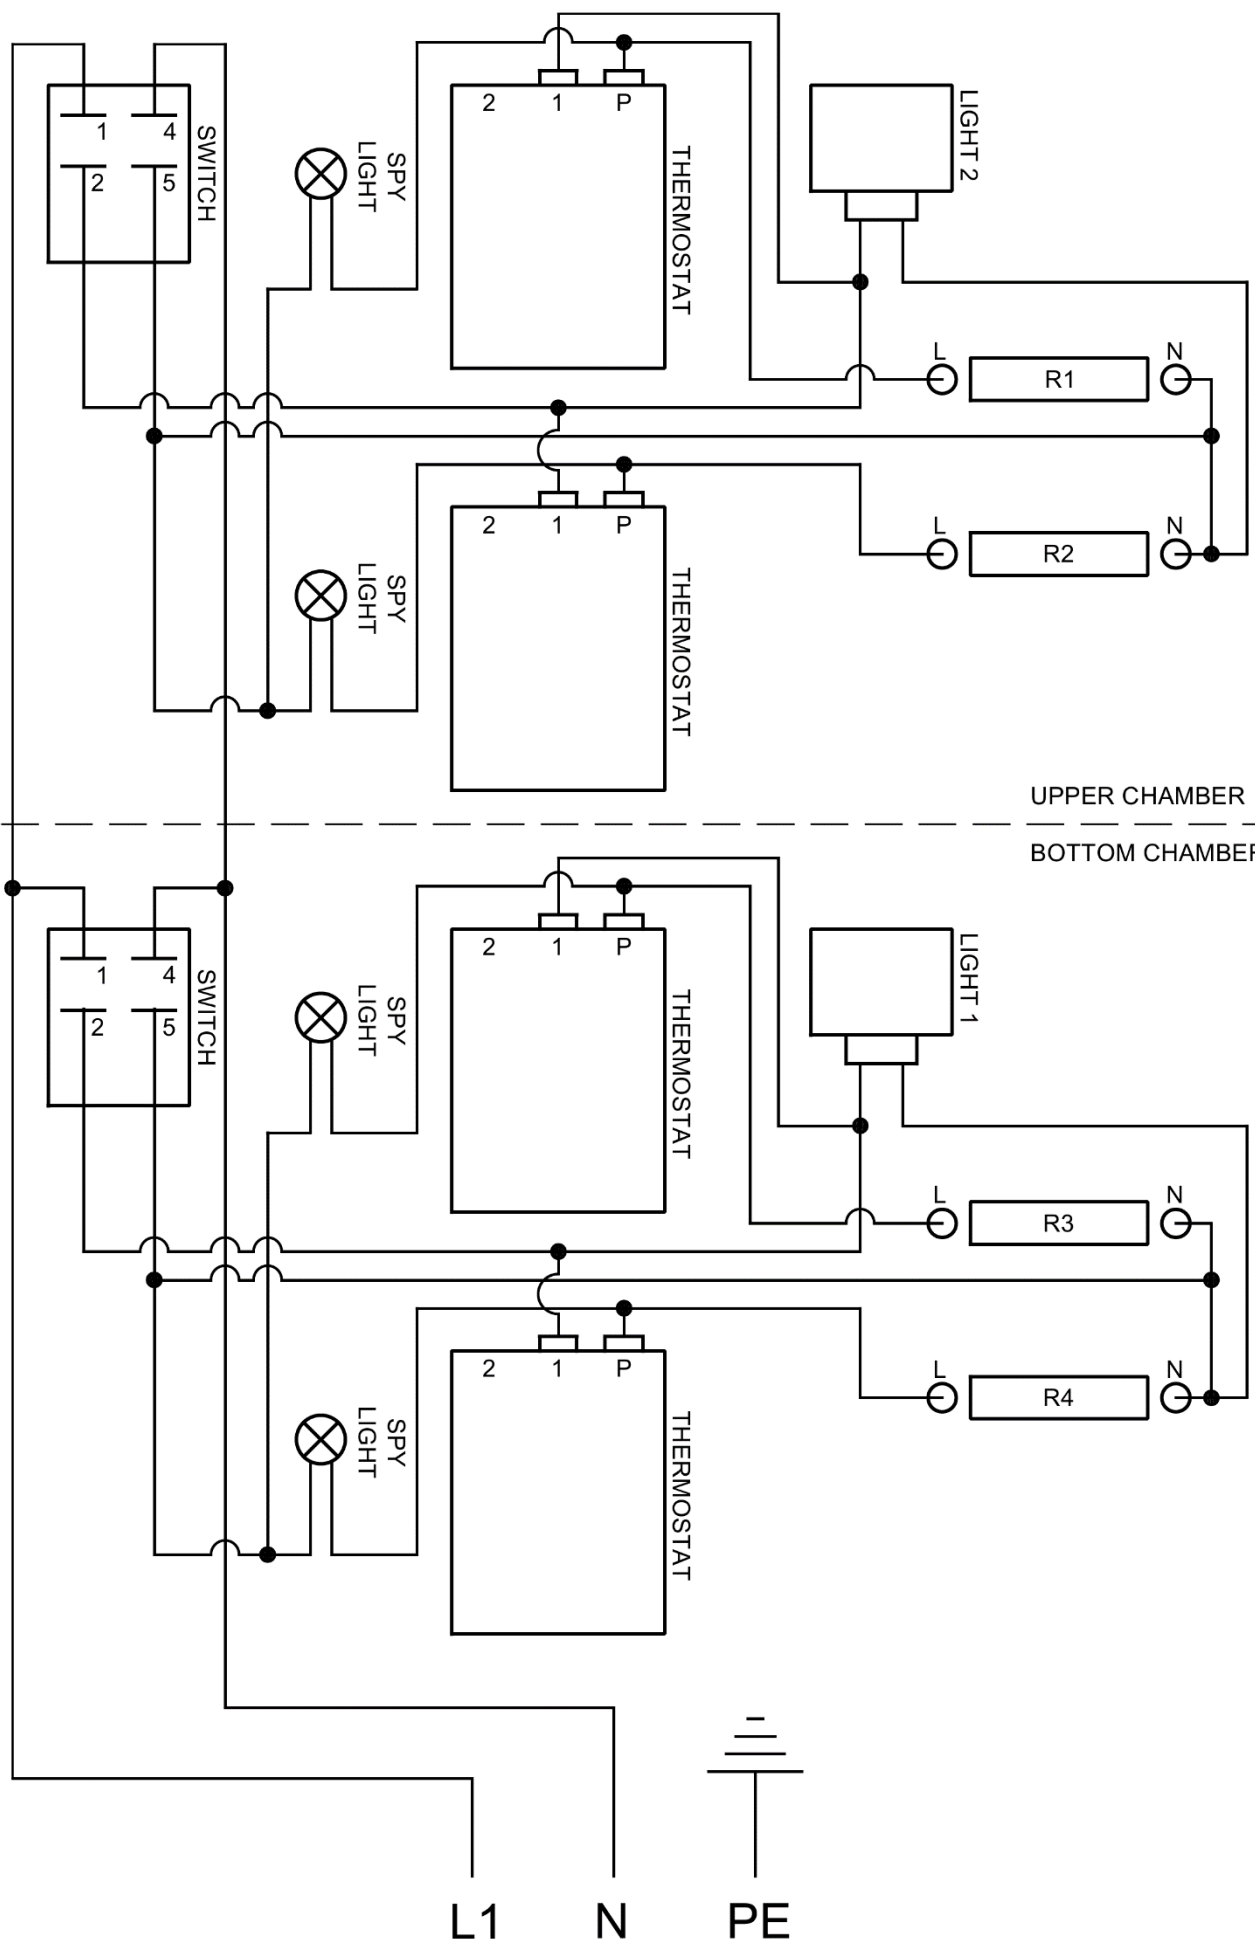 2 1 P
1 4
2 5
SWITCH
SPY
LIGHT
THERMOSTAT
LIGHT 2
L R1 N
2 1 P
SPY
LIGHT
THERMOSTAT
L R2 N
UPPER CHAMBER
BOTTOM CHAMBER
2 1 P
1 4
2 5
SWITCH
SPY
LIGHT
THERMOSTAT
LIGHT 1
L R3 N
2 1 P
SPY
LIGHT
THERMOSTAT
L R4 N
L1 N PE